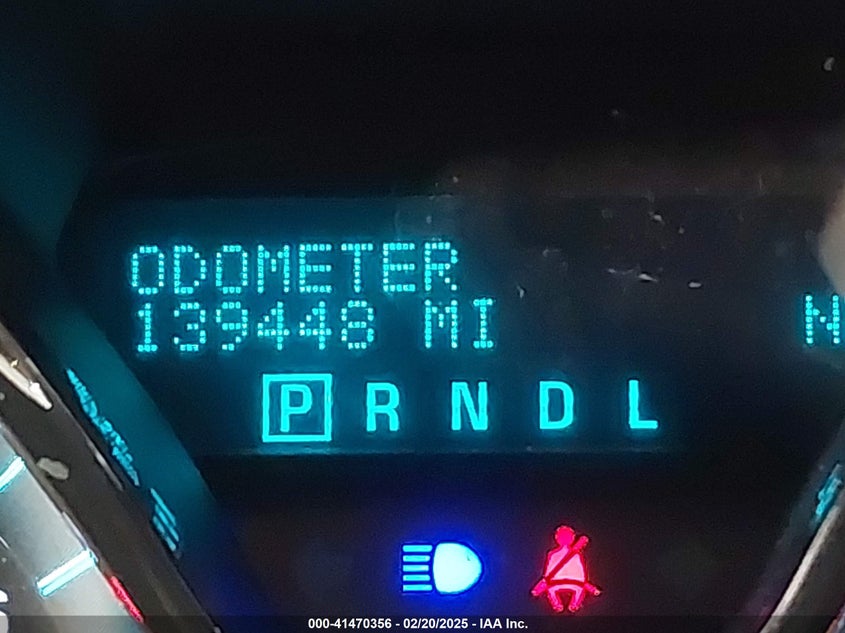 ODOMETER
139448 MI
N
P R N D L
000-41470356 - 02/20/2025 - IAA Inc.